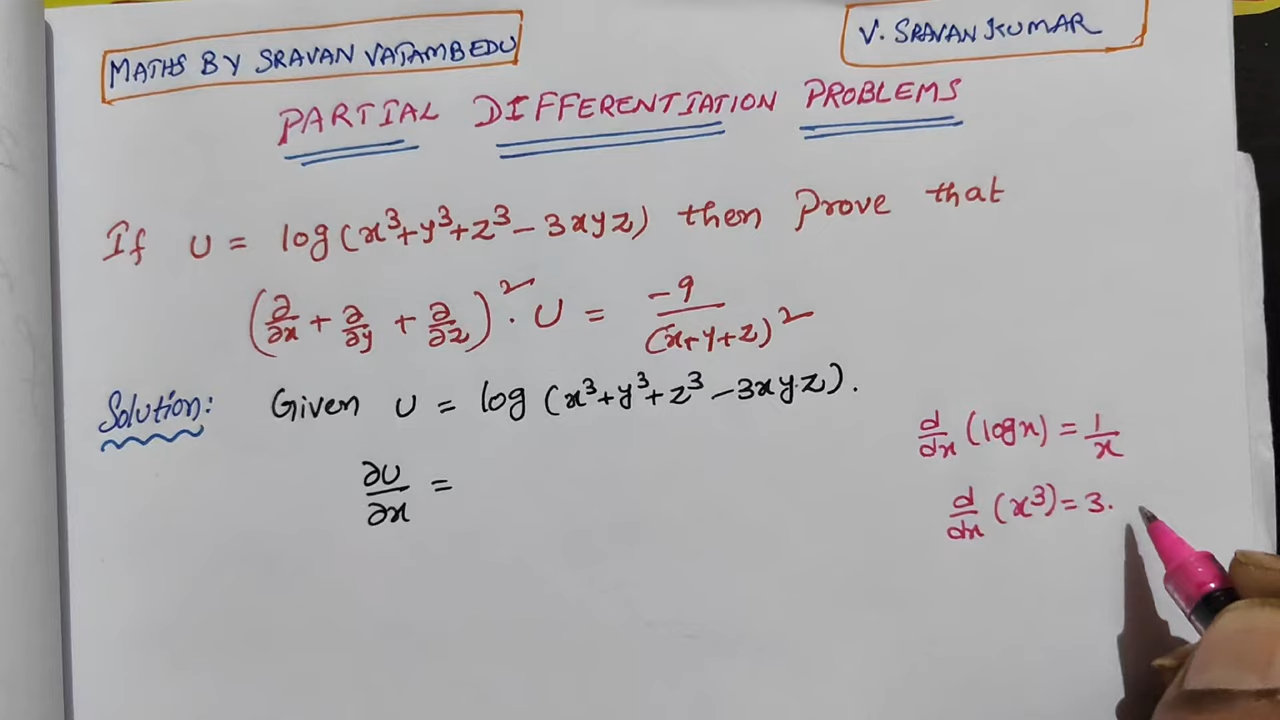 MATHS BY SRAVAN VATAMBEDU
V. SRAVAN KUMAR
PARTIAL DIFFERENTIATION PROBLEMS
If U = log(x³+y³+z³-3xyz) then Prove that
(∂/∂x + ∂/∂y + ∂/∂z)². U = -9/(x+y+z)²
Solution: Given U = log (x³+y³+z³-3xyz).
d/dx (logx) = 1/x
∂U/∂x =
d/dx (x³) = 3.